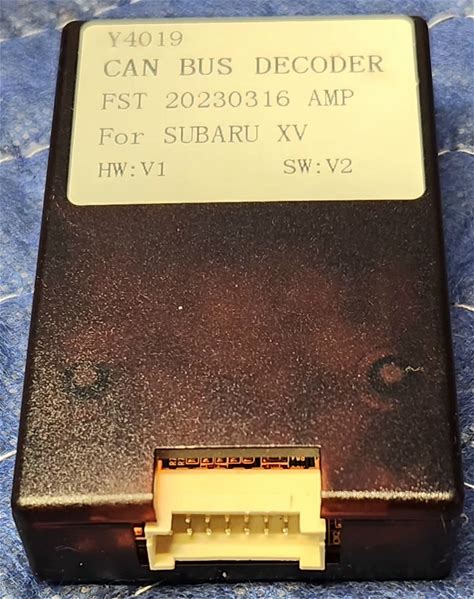 Y4019
CAN BUS DECODER
FST 20230316 AMP
For SUBARU XV
HW:V1 SW:V2